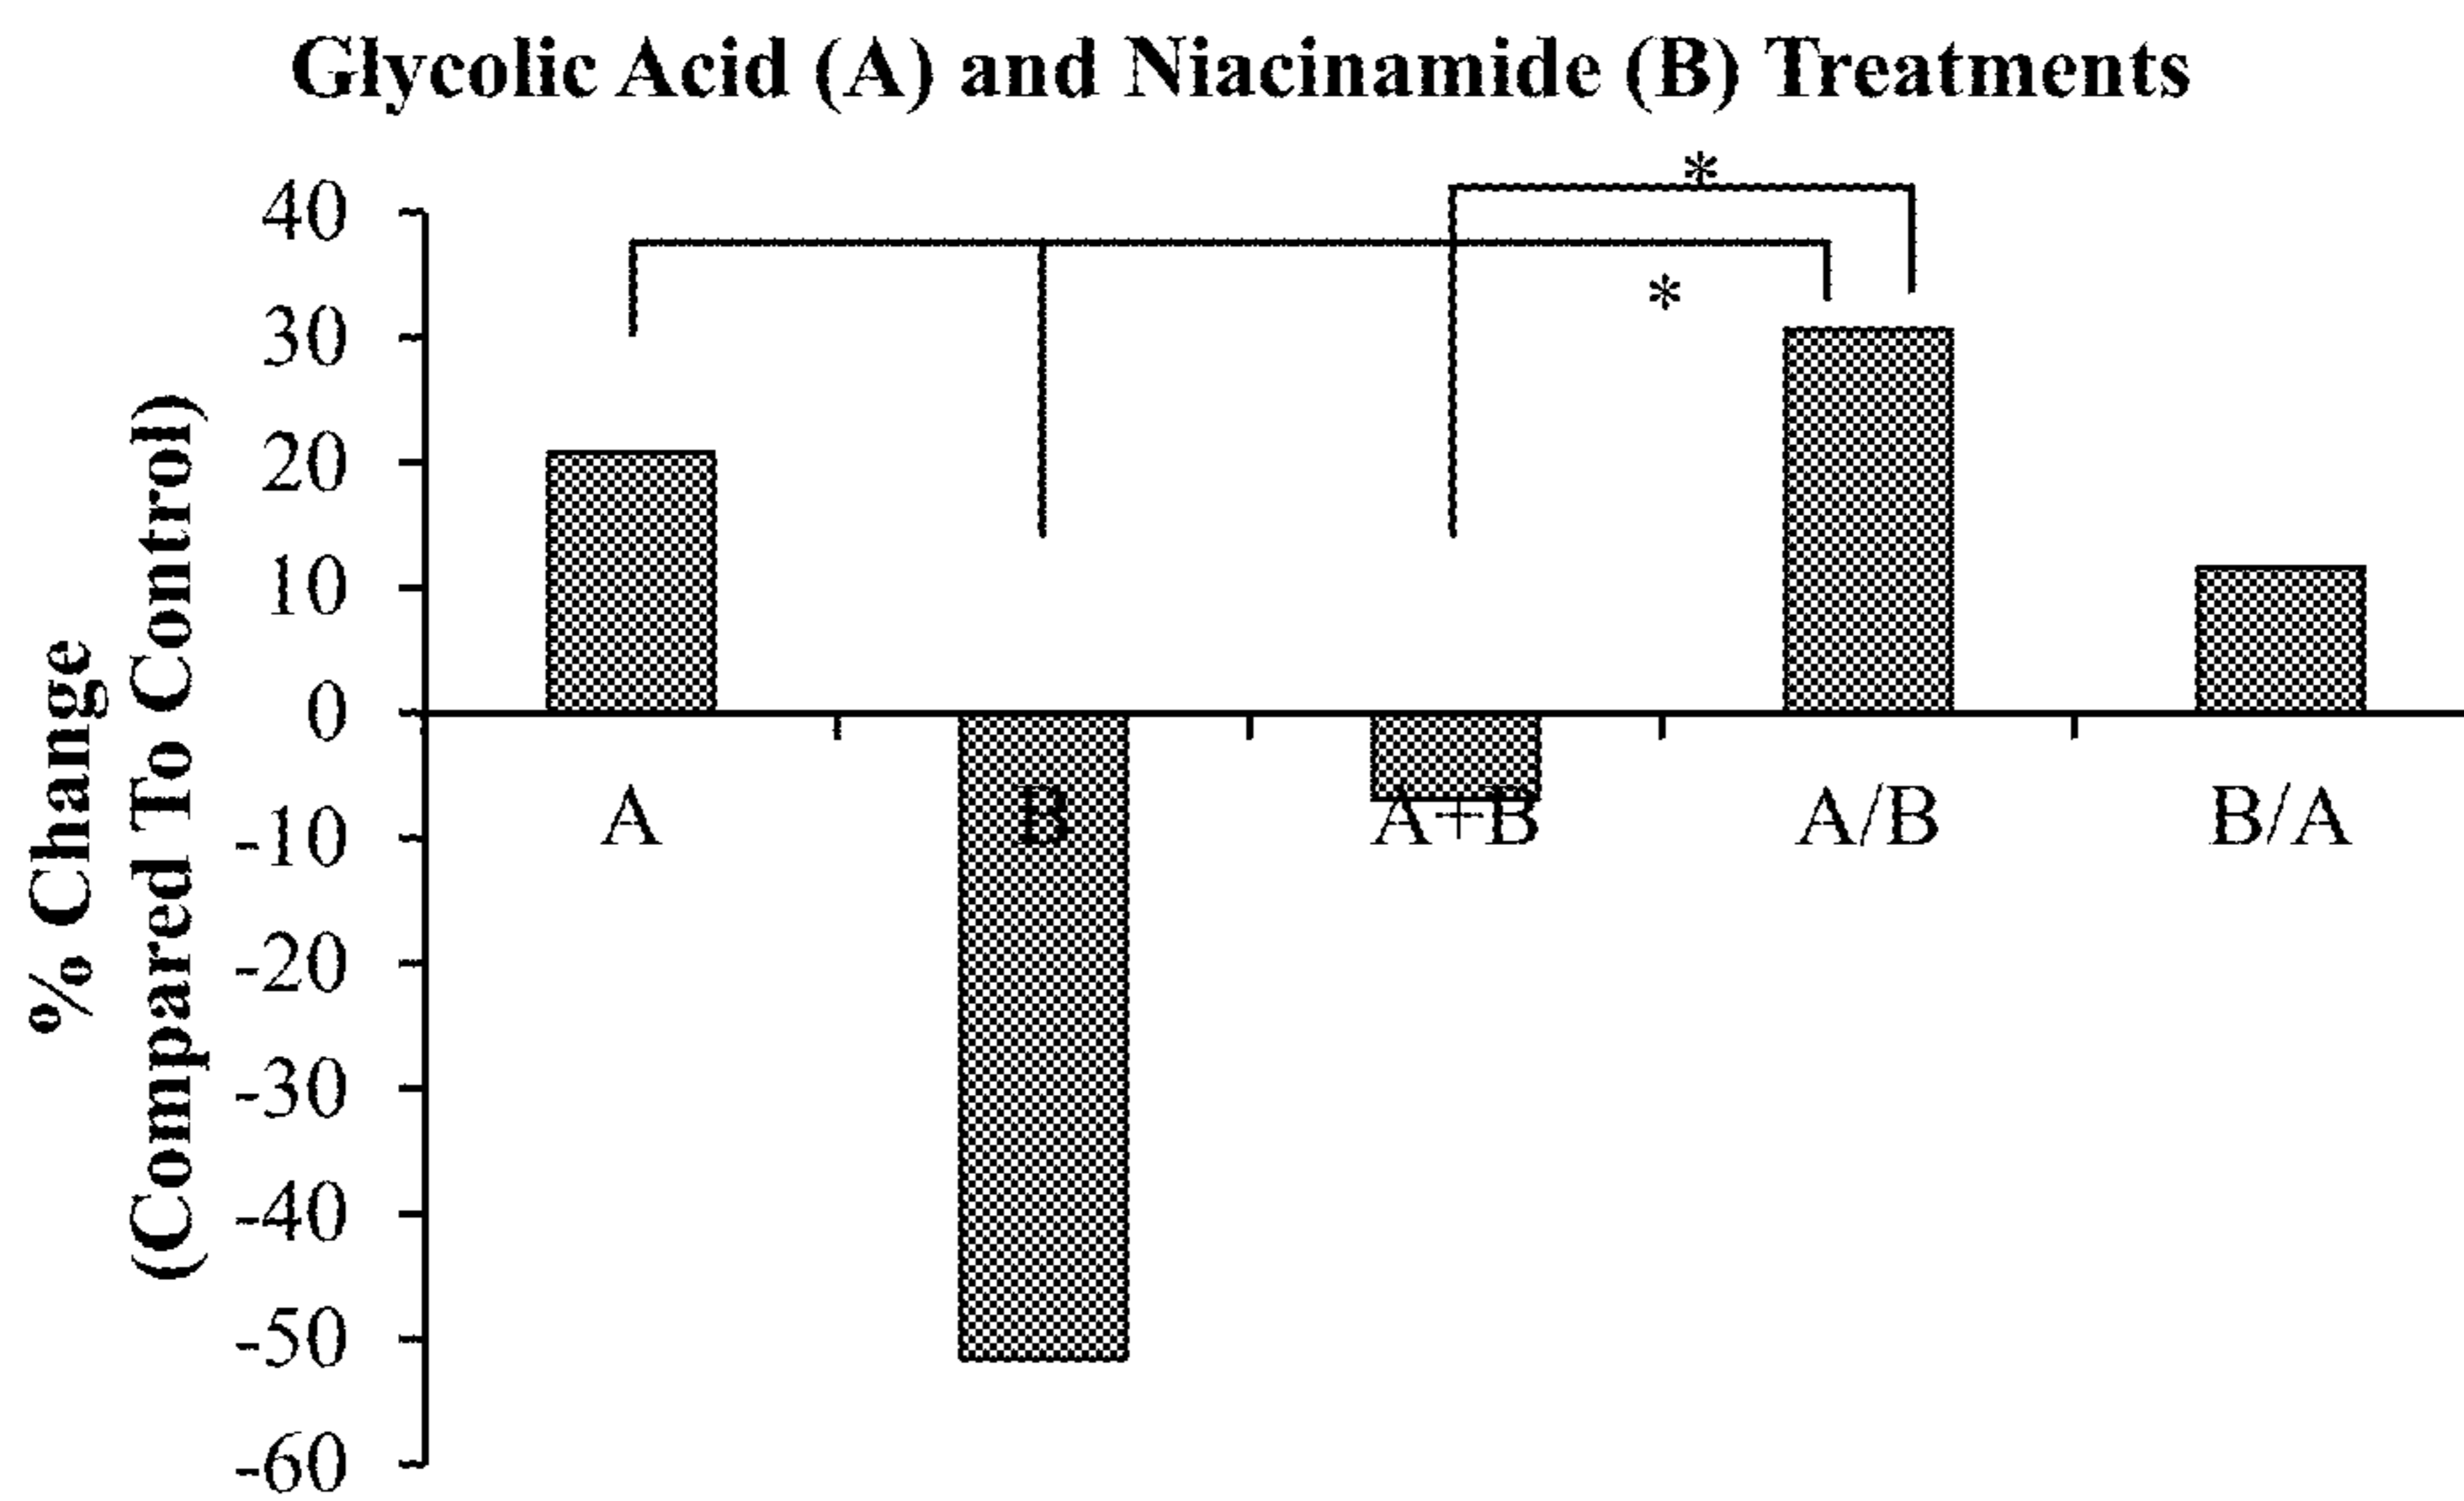 Glycolic Acid (A) and Niacinamide (B) Treatments
% Change
(Compared To Control)
40
30
20
10
0
-10
-20
-30
-40
-50
-60
*
*
A
B
A+B
A/B
B/A